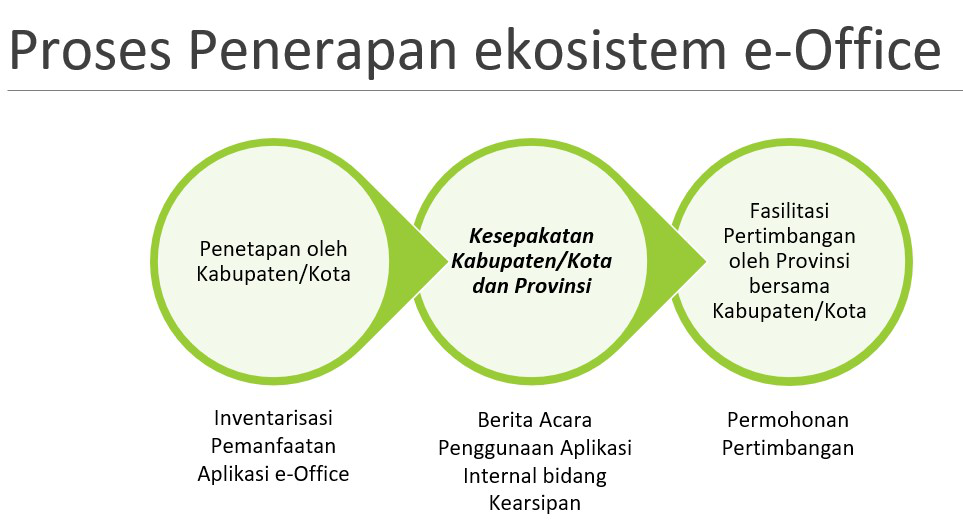 Proses Penerapan ekosistem e-Office
Penetapan oleh
Kabupaten/Kota
Kesepakatan
Kabupaten/Kota
dan Provinsi
Fasilitasi
Pertimbangan
oleh Provinsi
bersama
Kabupaten/Kota
Inventarisasi
Pemanfaatan
Aplikasi e-Office
Berita Acara
Penggunaan Aplikasi
Internal bidang
Kearsipan
Permohonan
Pertimbangan